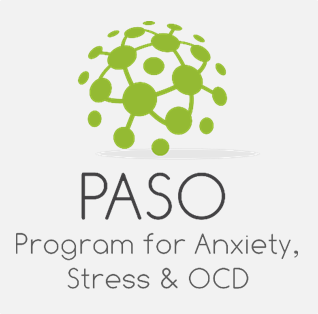 PASO
Program for Anxiety,
Stress & OCD